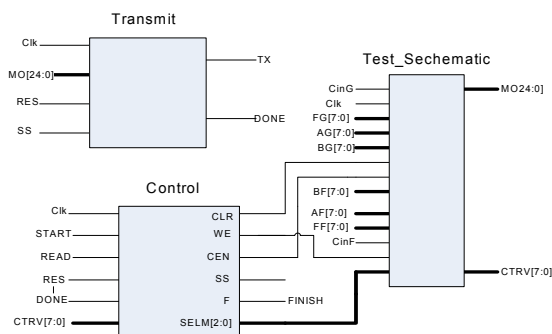 Transmit
Clk
MO[24:0]
RES
SS
TX
DONE
Test_Sechematic
CinG
Clk
FG[7:0]
AG[7:0]
BG[7:0]
BF[7:0]
AF[7:0]
FF[7:0]
CinF
MO24:0]
CTRV[7:0]
Control
Clk
START
READ
RES
DONE
CTRV[7:0]
CLR
WE
CEN
SS
F
SELM[2:0]
FINISH